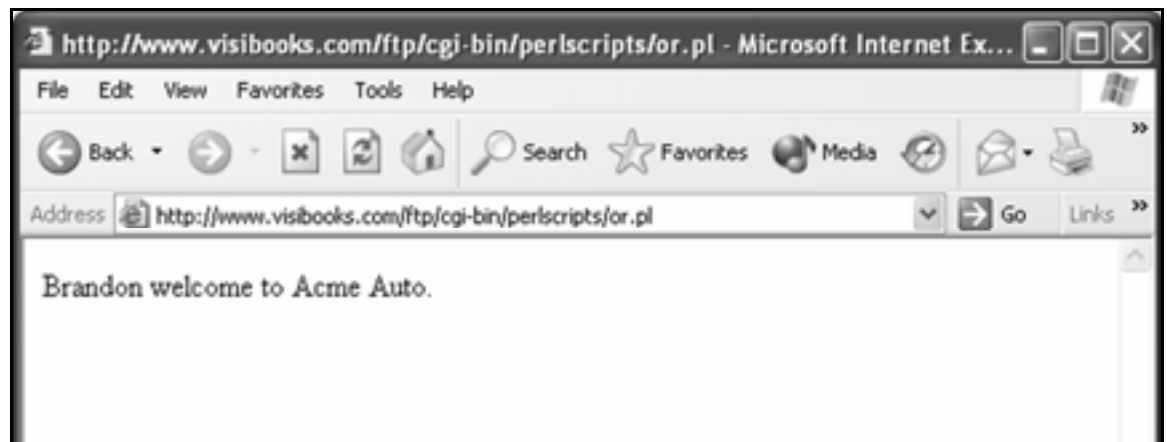 http://www.visibooks.com/ftp/cgi-bin/perlscripts/or.pl - Microsoft Internet Ex...
File Edit View Favorites Tools Help
Back Search Favorites Media »
Address http://www.visibooks.com/ftp/cgi-bin/perlscripts/or.pl Go Links »
Brandon welcome to Acme Auto.